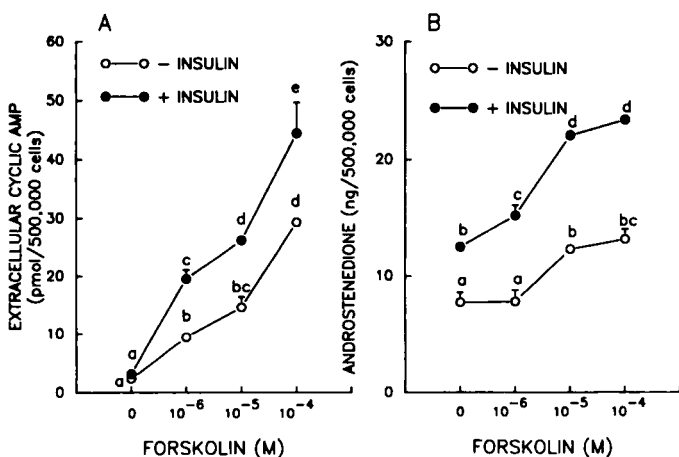 A
EXTRACELLULAR CYCLIC AMP
(pmol/500,000 cells)
60
50
40
30
20
10
0
− INSULIN
+ INSULIN
e
d
d
c
bc
b
a
a
0 10⁻⁶ 10⁻⁵ 10⁻⁴
FORSKOLIN (M)
B
ANDROSTENEDIONE (ng/500,000 cells)
30
20
10
0
− INSULIN
+ INSULIN
d d
c
b
b bc
a a
0 10⁻⁶ 10⁻⁵ 10⁻⁴
FORSKOLIN (M)